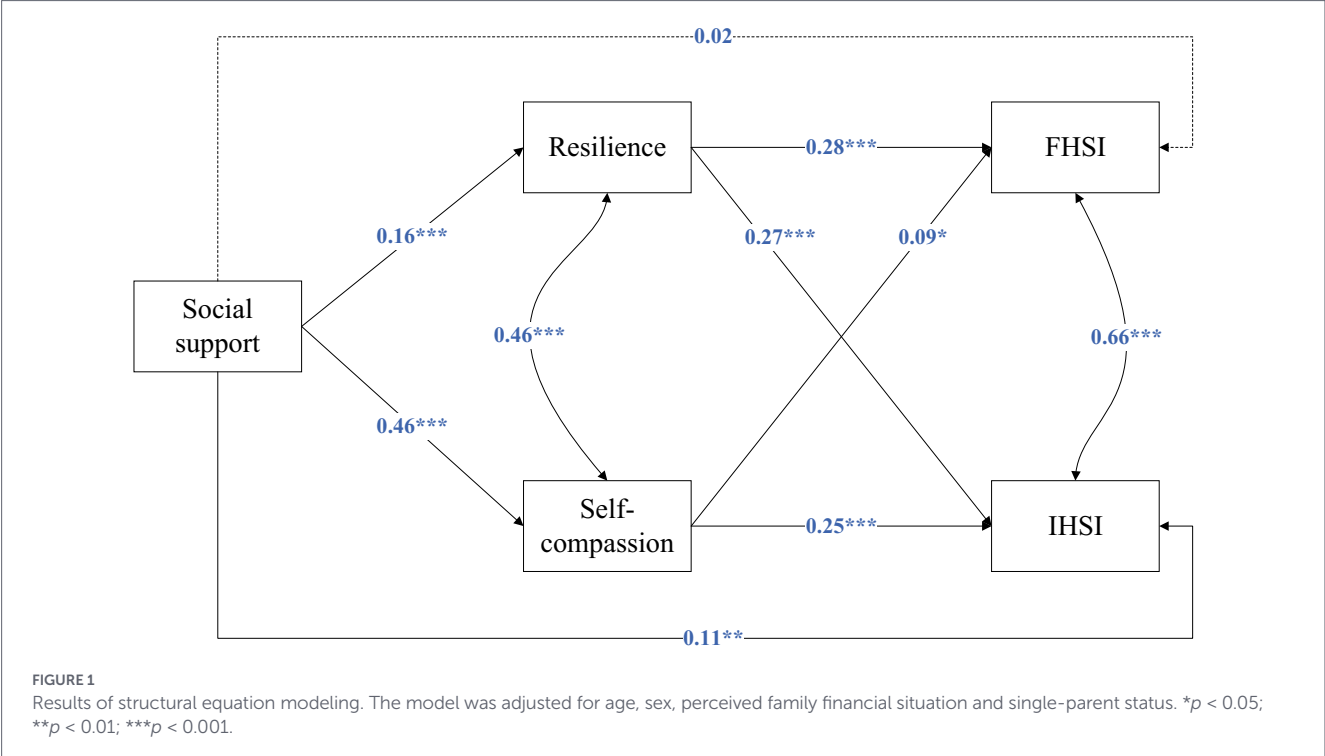 0.02
Resilience
0.28***
FHSI
0.16***
0.27***
0.09*
Social
support
0.46***
0.66***
0.46***
Self-
compassion
0.25***
IHSI
0.11**
FIGURE 1
Results of structural equation modeling. The model was adjusted for age, sex, perceived family financial situation and single-parent status. *p < 0.05;
**p < 0.01; ***p < 0.001.